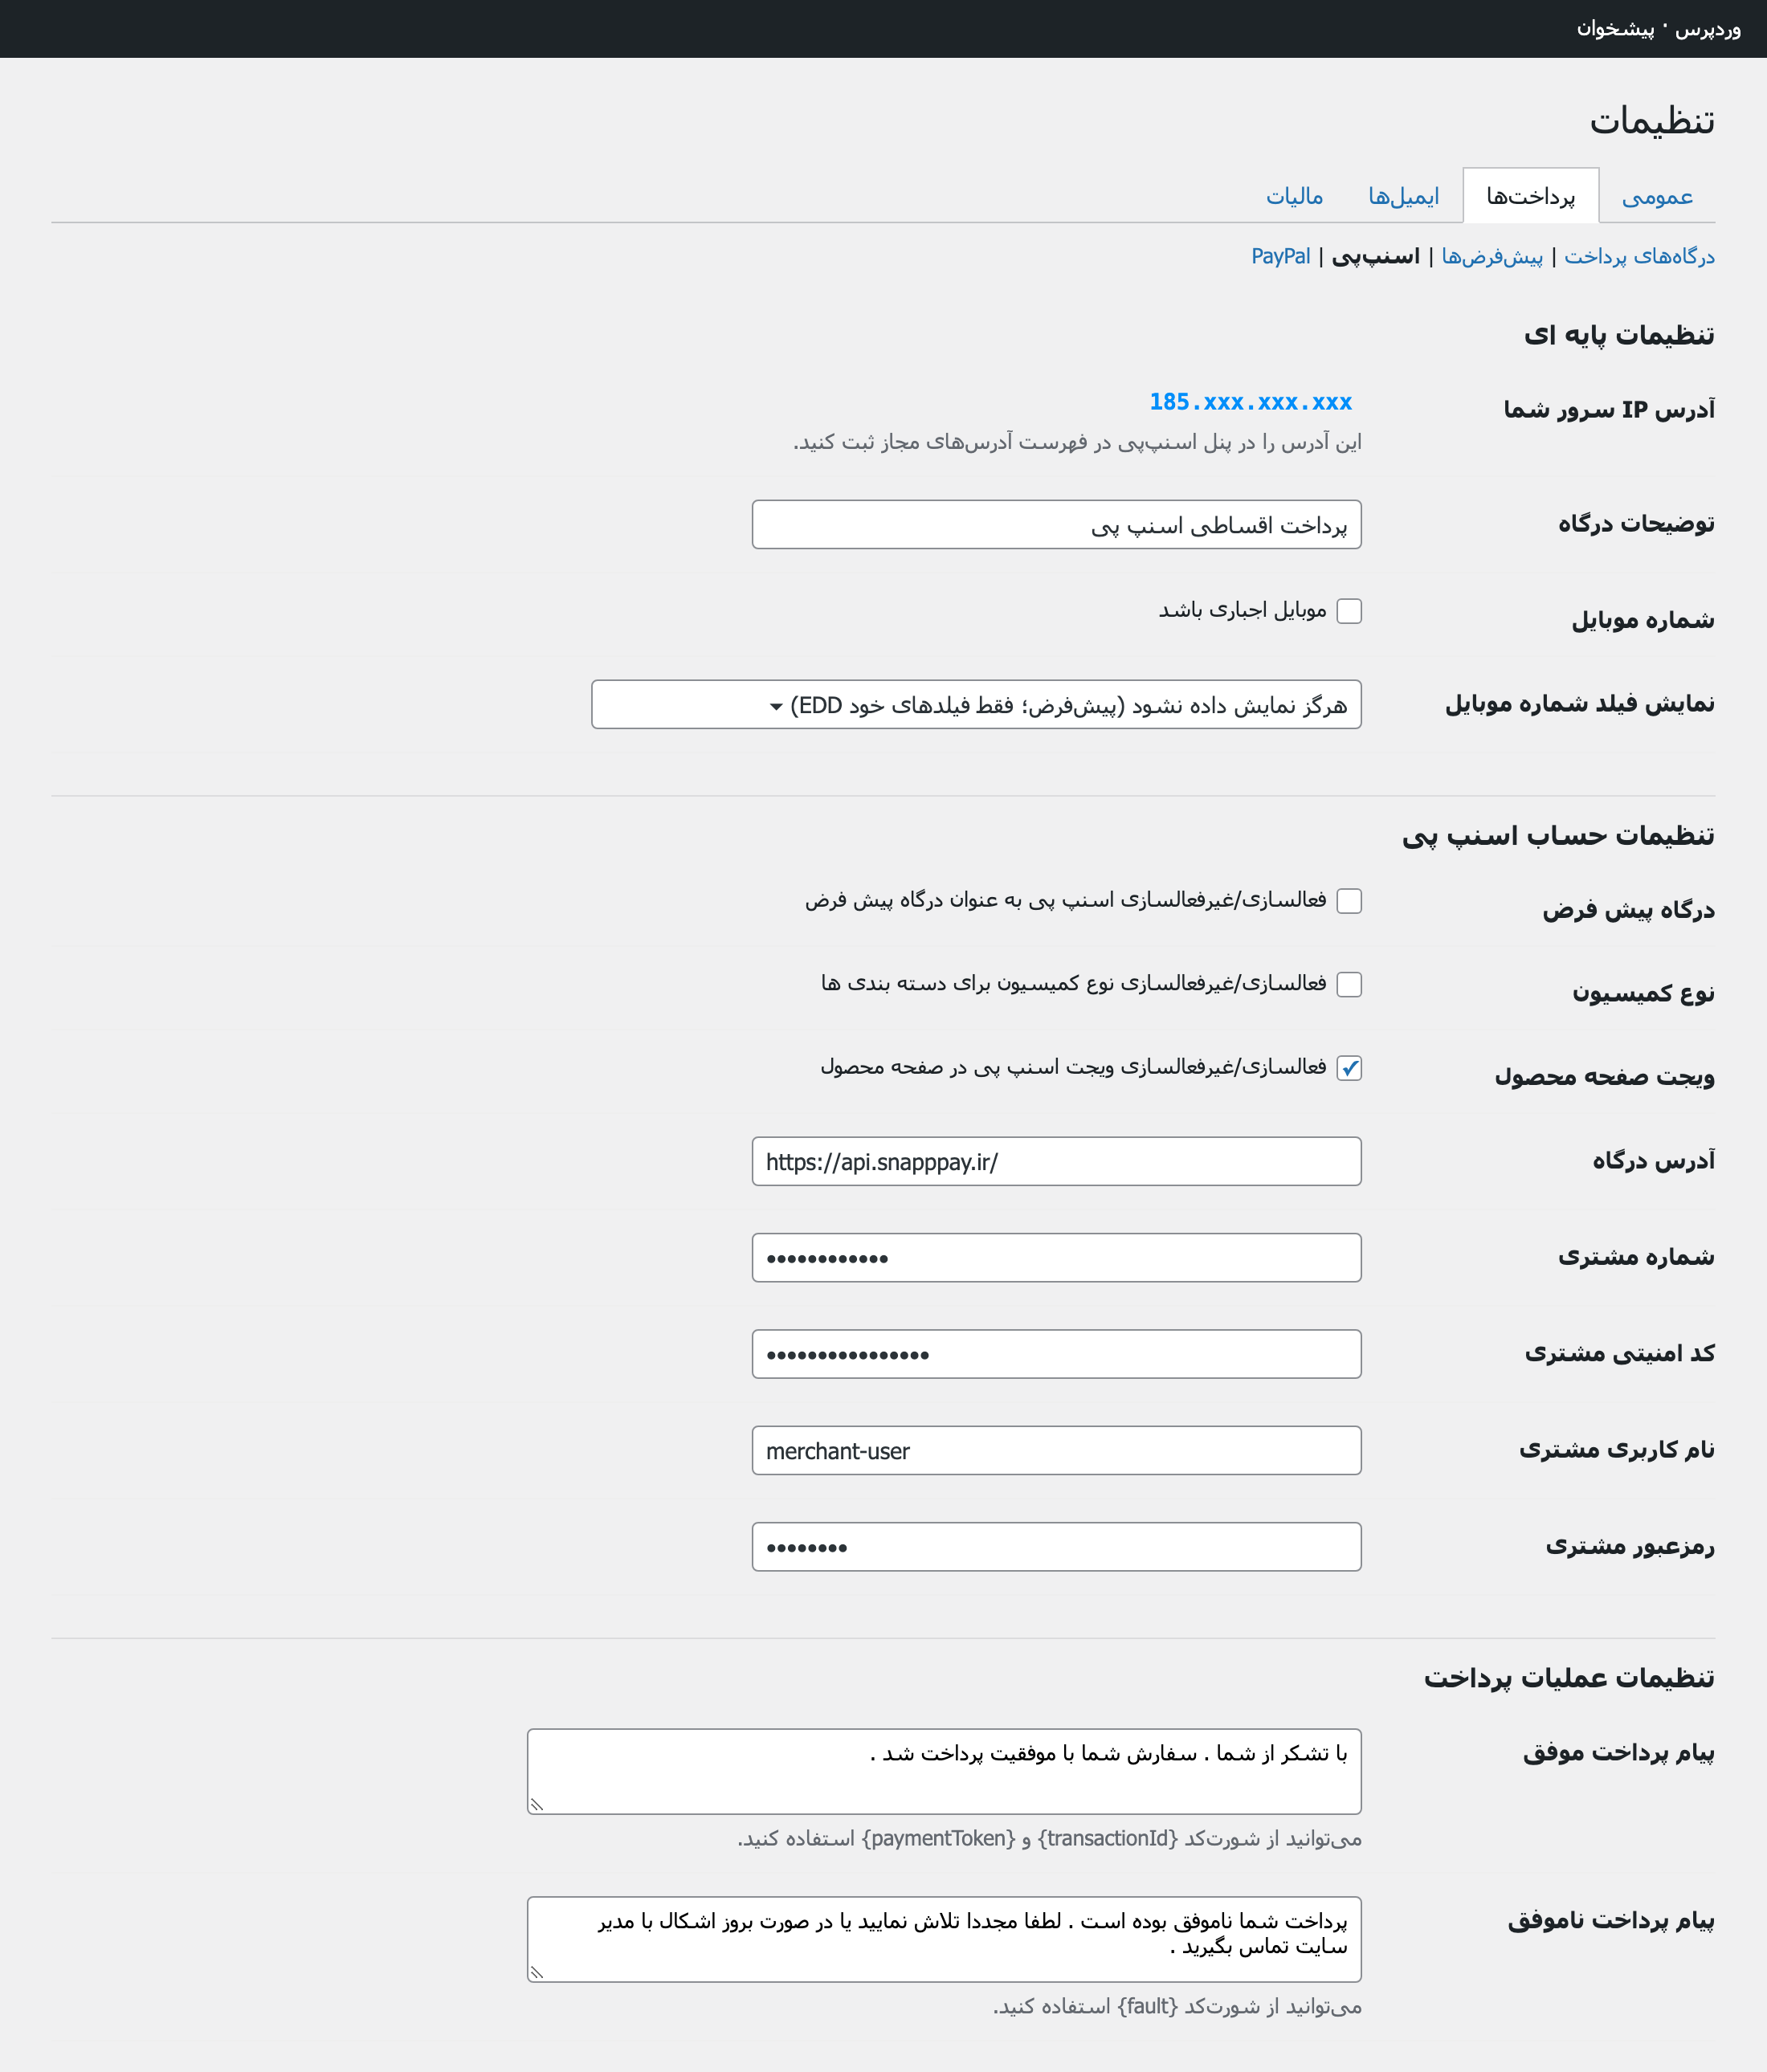 وردپرس · پیشخوان
تنظیمات
عمومی پرداخت‌ها ایمیل‌ها مالیات
درگاه‌های پرداخت | پیش‌فرض‌ها | اسنپ‌پی | PayPal
تنظیمات پایه ای
آدرس IP سرور شما
185.xxx.xxx.xxx
این آدرس را در پنل اسنپ‌پی در فهرست آدرس‌های مجاز ثبت کنید.
توضیحات درگاه
پرداخت اقساطی اسنپ پی
شماره موبایل
موبایل اجباری باشد
نمایش فیلد شماره موبایل
هرگز نمایش داده نشود (پیش‌فرض؛ فقط فیلدهای خود EDD)
تنظیمات حساب اسنپ پی
درگاه پیش فرض
فعالسازی/غیرفعالسازی اسنپ پی به عنوان درگاه پیش فرض
نوع کمیسیون
فعالسازی/غیرفعالسازی نوع کمیسیون برای دسته بندی ها
ویجت صفحه محصول
فعالسازی/غیرفعالسازی ویجت اسنپ پی در صفحه محصول
آدرس درگاه
https://api.snapppay.ir/
شماره مشتری
••••••••••••
کد امنیتی مشتری
••••••••••••••••
نام کاربری مشتری
merchant-user
رمزعبور مشتری
••••••••
تنظیمات عملیات پرداخت
پیام پرداخت موفق
با تشکر از شما . سفارش شما با موفقیت پرداخت شد .
می‌توانید از شورت‌کد {transactionId} و {paymentToken} استفاده کنید.
پیام پرداخت ناموفق
پرداخت شما ناموفق بوده است . لطفا مجددا تلاش نمایید یا در صورت بروز اشکال با مدیر
سایت تماس بگیرید .
می‌توانید از شورت‌کد {fault} استفاده کنید.